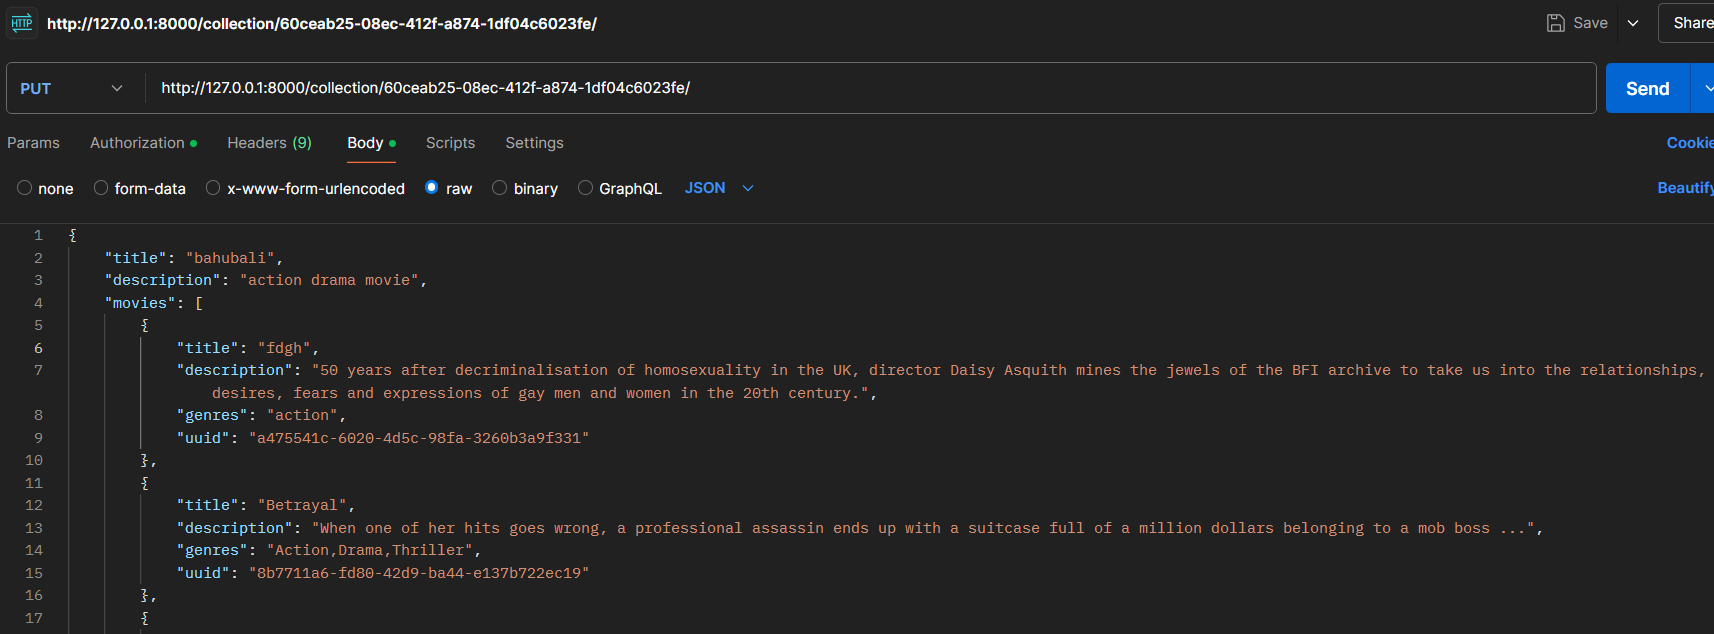 HTTP http://127.0.0.1:8000/collection/60ceab25-08ec-412f-a874-1df04c6023fe/ Save Share
PUT http://127.0.0.1:8000/collection/60ceab25-08ec-412f-a874-1df04c6023fe/ Send
Params Authorization Headers (9) Body Scripts Settings Cookie
none form-data x-www-form-urlencoded raw binary GraphQL JSON Beautify
1 {
2 "title": "bahubali",
3 "description": "action drama movie",
4 "movies": [
5 {
6 "title": "fdgh",
7 "description": "50 years after decriminalisation of homosexuality in the UK, director Daisy Asquith mines the jewels of the BFI archive to take us into the relationships,
desires, fears and expressions of gay men and women in the 20th century.",
8 "genres": "action",
9 "uuid": "a475541c-6020-4d5c-98fa-3260b3a9f331"
10 },
11 {
12 "title": "Betrayal",
13 "description": "When one of her hits goes wrong, a professional assassin ends up with a suitcase full of a million dollars belonging to a mob boss ...",
14 "genres": "Action,Drama,Thriller",
15 "uuid": "8b7711a6-fd80-42d9-ba44-e137b722ec19"
16 },
17 {